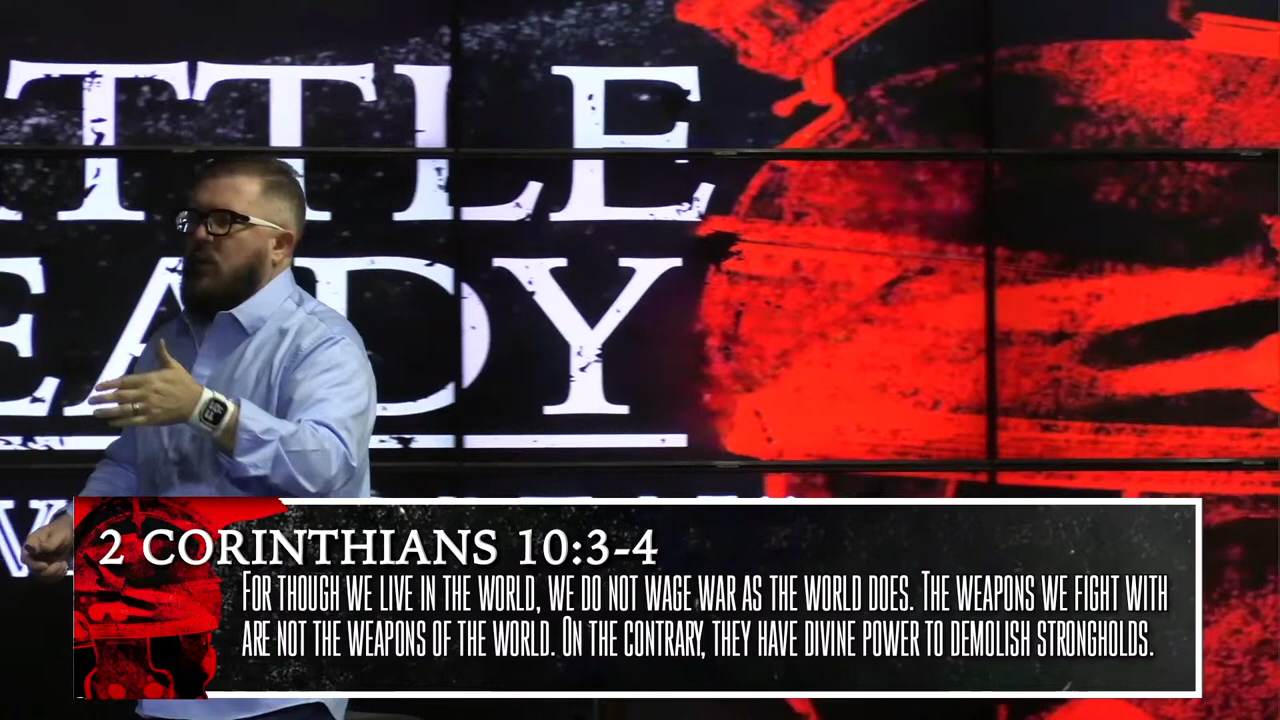 TTLE
EADY
2 CORINTHIANS 10:3-4
FOR THOUGH WE LIVE IN THE WORLD, WE DO NOT WAGE WAR AS THE WORLD DOES. THE WEAPONS WE FIGHT WITH
ARE NOT THE WEAPONS OF THE WORLD. ON THE CONTRARY, THEY HAVE DIVINE POWER TO DEMOLISH STRONGHOLDS.